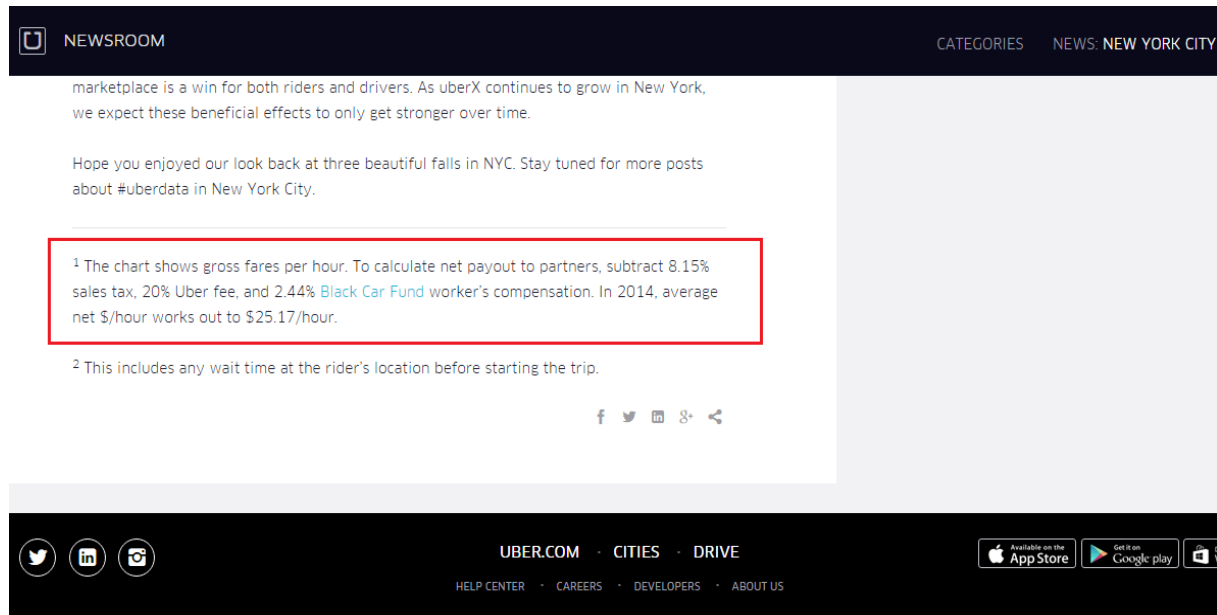 NEWSROOM
CATEGORIES NEWS: NEW YORK CITY
marketplace is a win for both riders and drivers. As uberX continues to grow in New York,
we expect these beneficial effects to only get stronger over time.
Hope you enjoyed our look back at three beautiful falls in NYC. Stay tuned for more posts
about #uberdata in New York City.
1 The chart shows gross fares per hour. To calculate net payout to partners, subtract 8.15%
sales tax, 20% Uber fee, and 2.44% Black Car Fund worker's compensation. In 2014, average
net $/hour works out to $25.17/hour.
2 This includes any wait time at the rider's location before starting the trip.
UBER.COM · CITIES · DRIVE
HELP CENTER · CAREERS · DEVELOPERS · ABOUT US
Available on the
App Store
Get it on
Google play